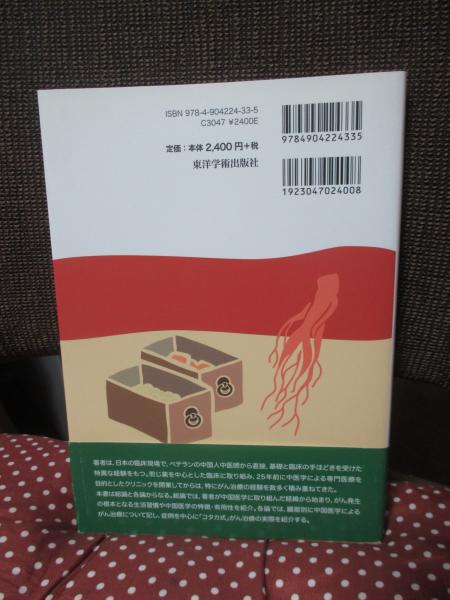 ISBN 978-4-904224-33-5
C3047 ¥2400E
定価：本体 2,400円＋税
東洋学術出版社
9784904224335
1923047024008
著者は、日本の臨床現場で、ベテランの中国人中医師から直接、基礎と臨床の手ほどきを受けた
特異な経験をもつ。煎じ薬を中心とした臨床に取り組み、25年前に中医学による専門医療を
目的としたクリニックを開業してからは、特にがん治療の経験を数多く積み重ねてきた。
本書は総論と各論からなる。総論では、著者が中国医学に取り組んだ経緯から始まり、がん発生
の根本となる生活習慣や中国医学の特徴・有用性を紹介。各論では、臓器別に中国医学による
がん治療について記し、症例を中心に「コタカ式」がん治療の実際を紹介する。